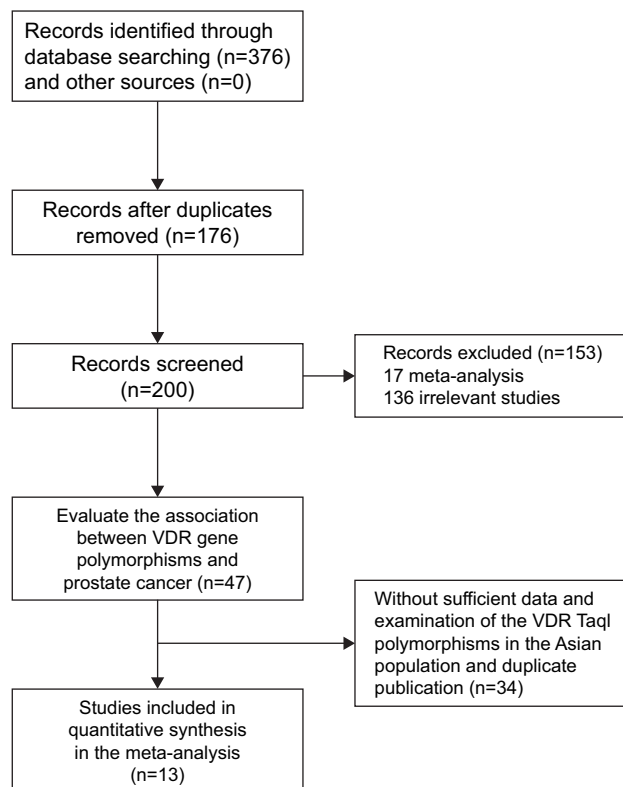 Records identified through
database searching (n=376)
and other sources (n=0)
Records after duplicates
removed (n=176)
Records screened
(n=200)
Records excluded (n=153)
17 meta-analysis
136 irrelevant studies
Evaluate the association
between VDR gene
polymorphisms and
prostate cancer (n=47)
Without sufficient data and
examination of the VDR TaqI
polymorphisms in the Asian
population and duplicate
publication (n=34)
Studies included in
quantitative synthesis
in the meta-analysis
(n=13)